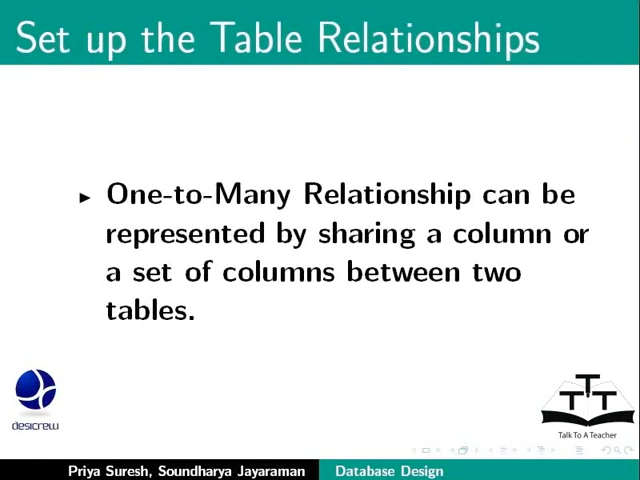 Set up the Table Relationships
One-to-Many Relationship can be
represented by sharing a column or
a set of columns between two
tables.
desicrew
T T T
Talk To A Teacher
Priya Suresh, Soundharya Jayaraman Database Design